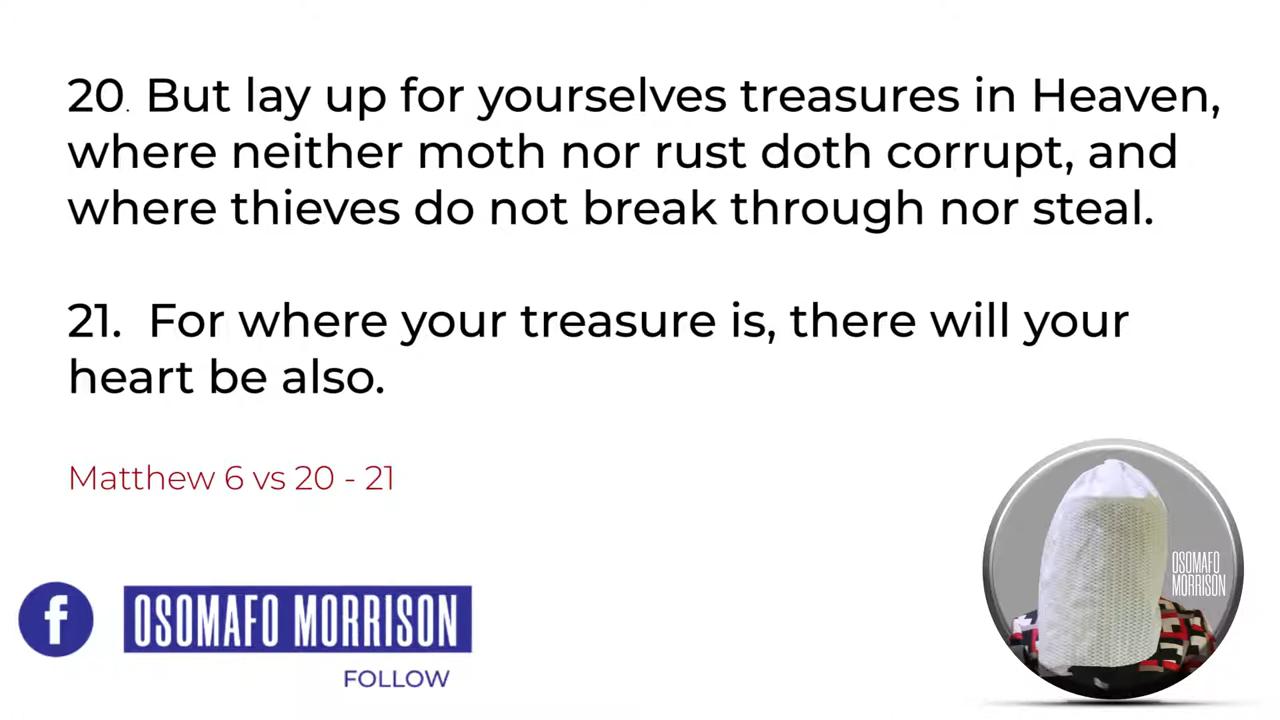 20. But lay up for yourselves treasures in Heaven,
where neither moth nor rust doth corrupt, and
where thieves do not break through nor steal.
21. For where your treasure is, there will your
heart be also.
Matthew 6 vs 20 - 21
f OSOMAFO MORRISON
FOLLOW
OSOMAFO
MORRISON